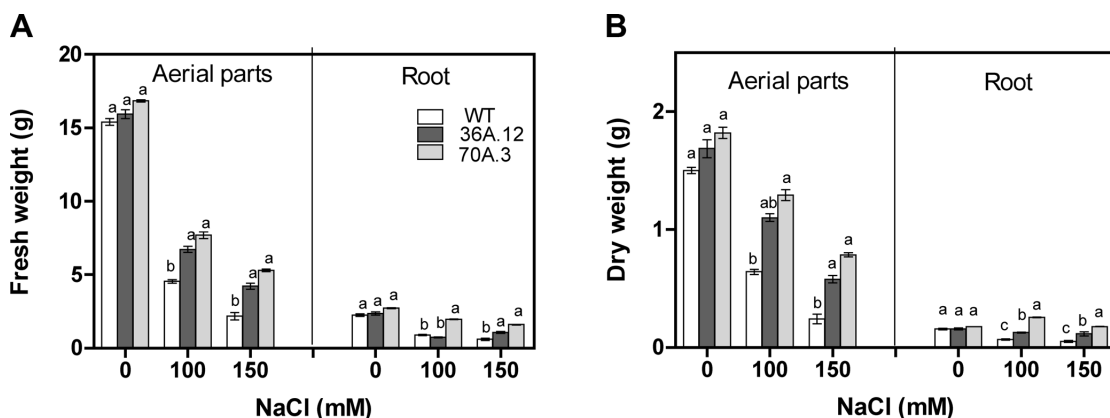 A
Fresh weight (g)
20
15
10
5
0
Aerial parts
Root
WT
36A.12
70A.3
a a a
b a a
b a a
a a a
b b a
b a a
0 100 150 0 100 150
NaCl (mM)
B
Dry weight (g)
2
1
0
Aerial parts
Root
a a a
b ab a
b a a
a a a
c b a
c b a
0 100 150 0 100 150
NaCl (mM)